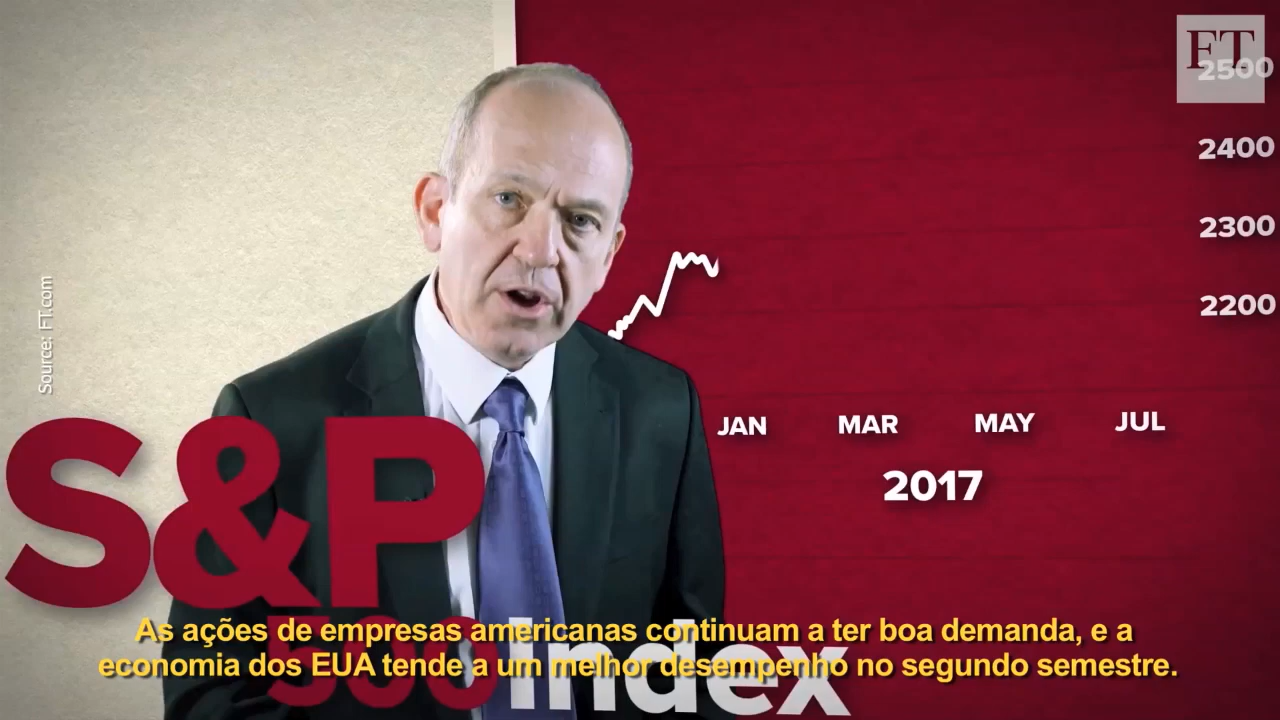 FT
2500
2400
2300
2200
Source: FT.com
JAN MAR MAY JUL
2017
S&P
500 Index
As ações de empresas americanas continuam a ter boa demanda, e a
economia dos EUA tende a um melhor desempenho no segundo semestre.